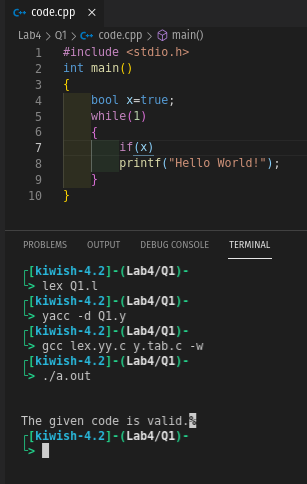 code.cpp ×
Lab4 > Q1 > code.cpp > main()
1 #include <stdio.h>
2 int main()
3 {
4 bool x=true;
5 while(1)
6 {
7 if(x)
8 printf("Hello World!");
9 }
10 }
PROBLEMS OUTPUT DEBUG CONSOLE TERMINAL
┌[kiwish-4.2]-(Lab4/Q1)-
└> lex Q1.l
┌[kiwish-4.2]-(Lab4/Q1)-
└> yacc -d Q1.y
┌[kiwish-4.2]-(Lab4/Q1)-
└> gcc lex.yy.c y.tab.c -w
┌[kiwish-4.2]-(Lab4/Q1)-
└> ./a.out
The given code is valid.%
┌[kiwish-4.2]-(Lab4/Q1)-
└>